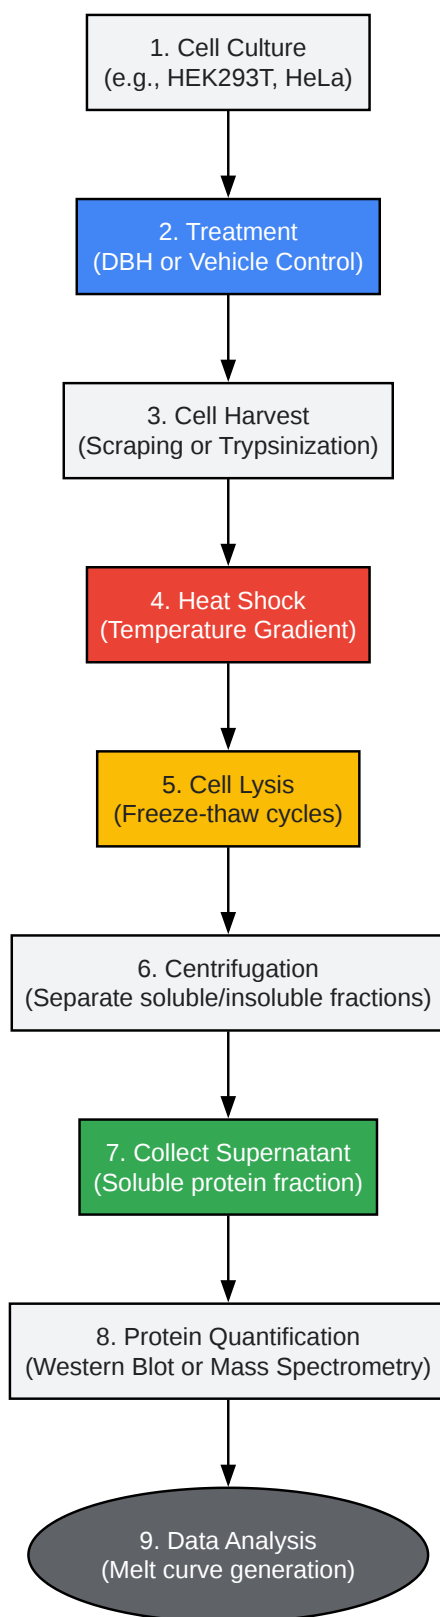 1. Cell Culture
(e.g., HEK293T, HeLa)
2. Treatment
(DBH or Vehicle Control)
3. Cell Harvest
(Scraping or Trypsinization)
4. Heat Shock
(Temperature Gradient)
5. Cell Lysis
(Freeze-thaw cycles)
6. Centrifugation
(Separate soluble/insoluble fractions)
7. Collect Supernatant
(Soluble protein fraction)
8. Protein Quantification
(Western Blot or Mass Spectrometry)
9. Data Analysis
(Melt curve generation)